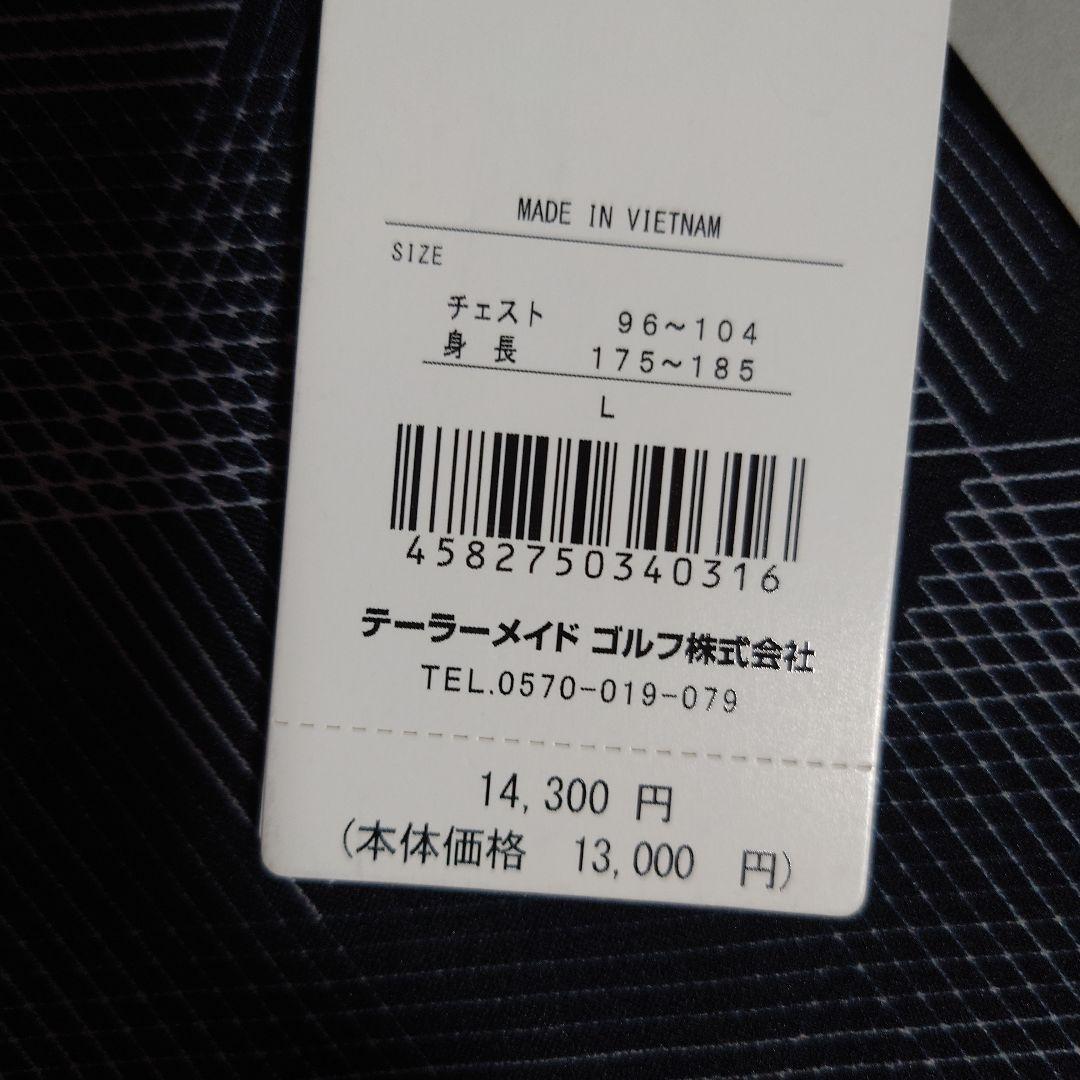 MADE IN VIETNAM
SIZE
チェスト 96~104
身 長 175~185
L
4582750340316
テーラーメイド ゴルフ株式会社
TEL.0570-019-079
14,300 円
(本体価格 13,000 円)